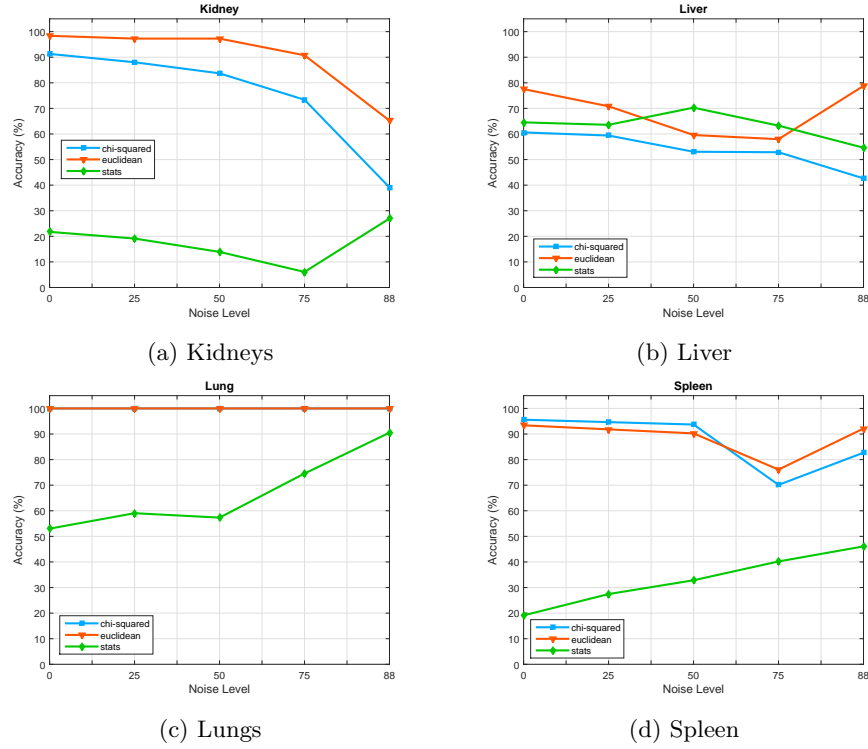 Kidney
100
90
80
70
60
50
40
30
20
10
0
Accuracy (%)
chi-squared
euclidean
stats
0 25 50 75 88
Noise Level
(a) Kidneys
Liver
100
90
80
70
60
50
40
30
20
10
0
Accuracy (%)
chi-squared
euclidean
stats
0 25 50 75 88
Noise Level
(b) Liver
Lung
100
90
80
70
60
50
40
30
20
10
0
Accuracy (%)
chi-squared
euclidean
stats
0 25 50 75 88
Noise Level
(c) Lungs
Spleen
100
90
80
70
60
50
40
30
20
10
0
Accuracy (%)
chi-squared
euclidean
stats
0 25 50 75 88
Noise Level
(d) Spleen